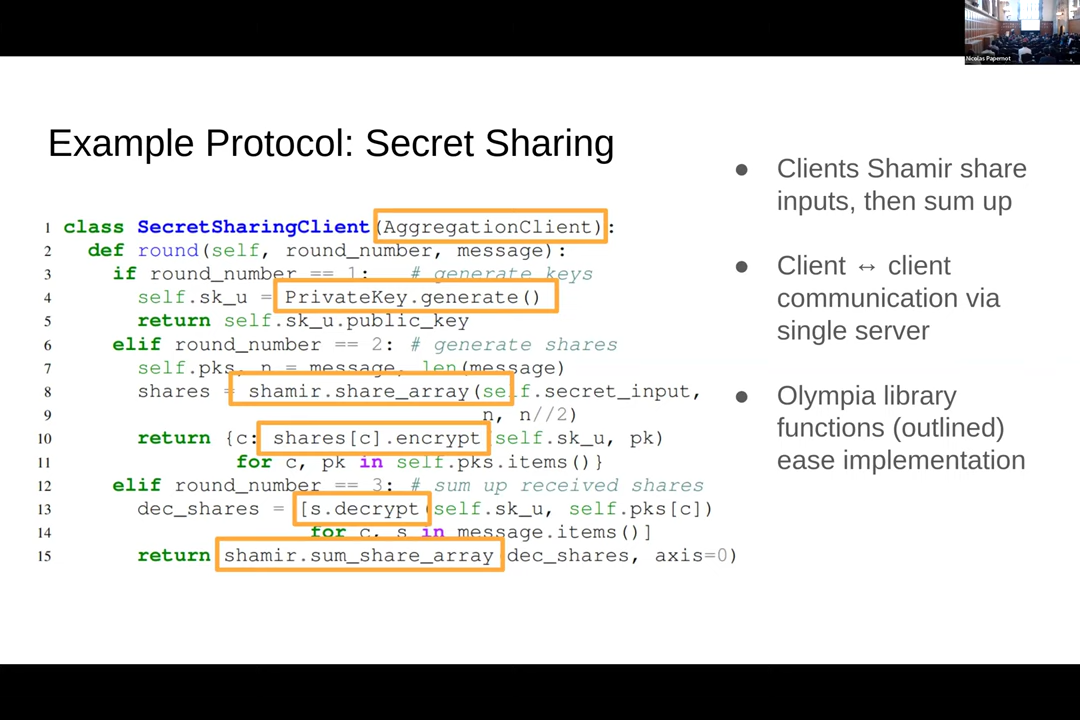 Nicolas Papernot
Example Protocol: Secret Sharing
1 class SecretSharingClient(AggregationClient):
2 def round(self, round_number, message):
3 if round_number == 1: # generate keys
4 self.sk_u = PrivateKey.generate()
5 return self.sk_u.public_key
6 elif round_number == 2: # generate shares
7 self.pks, n = message, len(message)
8 shares = shamir.share_array(self.secret_input,
9 n, n//2)
10 return {c: shares[c].encrypt(self.sk_u, pk)
11 for c, pk in self.pks.items()}
12 elif round_number == 3: # sum up received shares
13 dec_shares = [s.decrypt(self.sk_u, self.pks[c])
14 for c, s in message.items()]
15 return shamir.sum_share_array(dec_shares, axis=0)
● Clients Shamir share
inputs, then sum up
● Client ↔ client
communication via
single server
● Olympia library
functions (outlined)
ease implementation